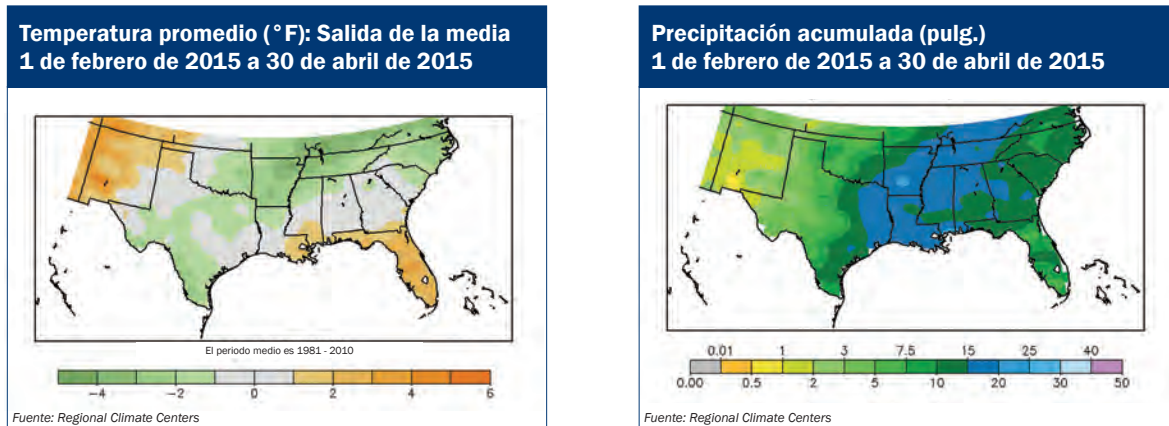 Temperatura promedio (°F): Salida de la media
1 de febrero de 2015 a 30 de abril de 2015
El periodo medio es 1981 - 2010
−4 −2 0 2 4 6
Fuente: Regional Climate Centers
Precipitación acumulada (pulg.)
1 de febrero de 2015 a 30 de abril de 2015
0.01 1 3 7.5 15 25 40
0.00 0.5 2 5 10 20 30 50
Fuente: Regional Climate Centers